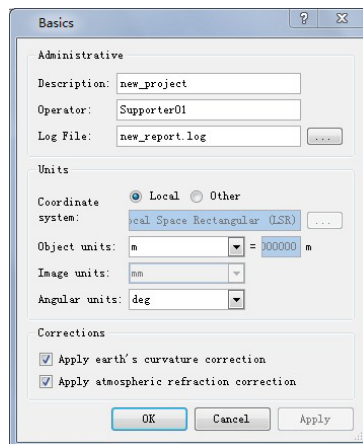 Basics
Administrative
Description: new_project
Operator: Supporter01
Log File: new_report.log ...
Units
Coordinate system: Local Other
ocal Space Rectangular (LSR) ...
Object units: m = 000000 m
Image units: mm
Angular units: deg
Corrections
Apply earth's curvature correction
Apply atmospheric refraction correction
OK Cancel Apply